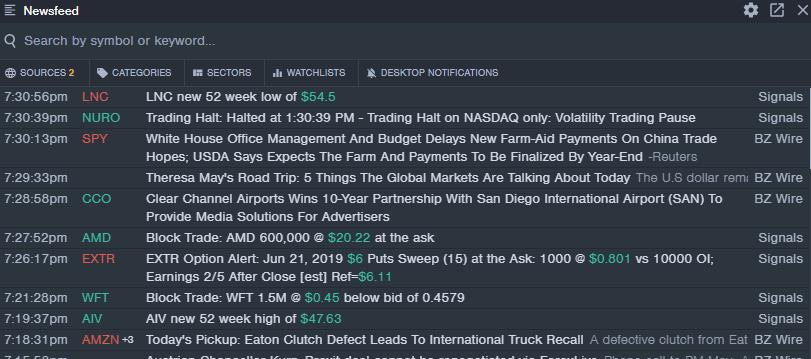 Newsfeed
Search by symbol or keyword...
SOURCES 2 CATEGORIES SECTORS WATCHLISTS DESKTOP NOTIFICATIONS
7:30:56pm LNC LNC new 52 week low of $54.5 Signals
7:30:39pm NURO Trading Halt: Halted at 1:30:39 PM - Trading Halt on NASDAQ only: Volatility Trading Pause Signals
7:30:13pm SPY White House Office Management And Budget Delays New Farm-Aid Payments On China Trade BZ Wire
Hopes; USDA Says Expects The Farm And Payments To Be Finalized By Year-End -Reuters
7:29:33pm Theresa May's Road Trip: 5 Things The Global Markets Are Talking About Today The U.S dollar rem BZ Wire
7:28:58pm CCO Clear Channel Airports Wins 10-Year Partnership With San Diego International Airport (SAN) To BZ Wire
Provide Media Solutions For Advertisers
7:27:52pm AMD Block Trade: AMD 600,000 @ $20.22 at the ask Signals
7:26:17pm EXTR EXTR Option Alert: Jun 21, 2019 $6 Puts Sweep (15) at the Ask: 1000 @ $0.801 vs 10000 OI; Signals
Earnings 2/5 After Close [est] Ref=$6.11
7:21:28pm WFT Block Trade: WFT 1.5M @ $0.45 below bid of 0.4579 Signals
7:19:37pm AIV AIV new 52 week high of $47.63 Signals
7:18:31pm AMZN +3 Today's Pickup: Eaton Clutch Defect Leads To International Truck Recall A defective clutch from Eat BZ Wire